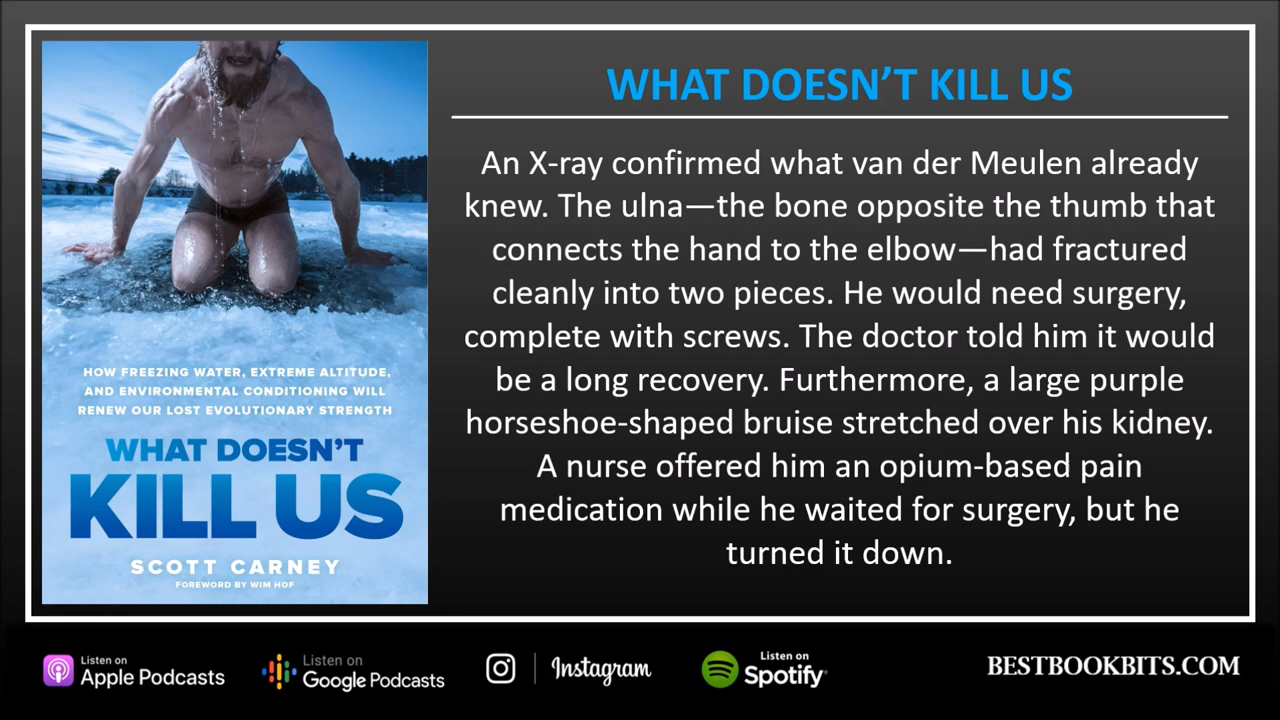 HOW FREEZING WATER, EXTREME ALTITUDE,
AND ENVIRONMENTAL CONDITIONING WILL
RENEW OUR LOST EVOLUTIONARY STRENGTH
WHAT DOESN'T
KILL US
SCOTT CARNEY
FOREWORD BY WIM HOF
WHAT DOESN'T KILL US
An X-ray confirmed what van der Meulen already
knew. The ulna—the bone opposite the thumb that
connects the hand to the elbow—had fractured
cleanly into two pieces. He would need surgery,
complete with screws. The doctor told him it would
be a long recovery. Furthermore, a large purple
horseshoe-shaped bruise stretched over his kidney.
A nurse offered him an opium-based pain
medication while he waited for surgery, but he
turned it down.
Listen on
Apple Podcasts
Listen on
Google Podcasts
Instagram
Listen on
Spotify
BESTBOOKBITS.COM